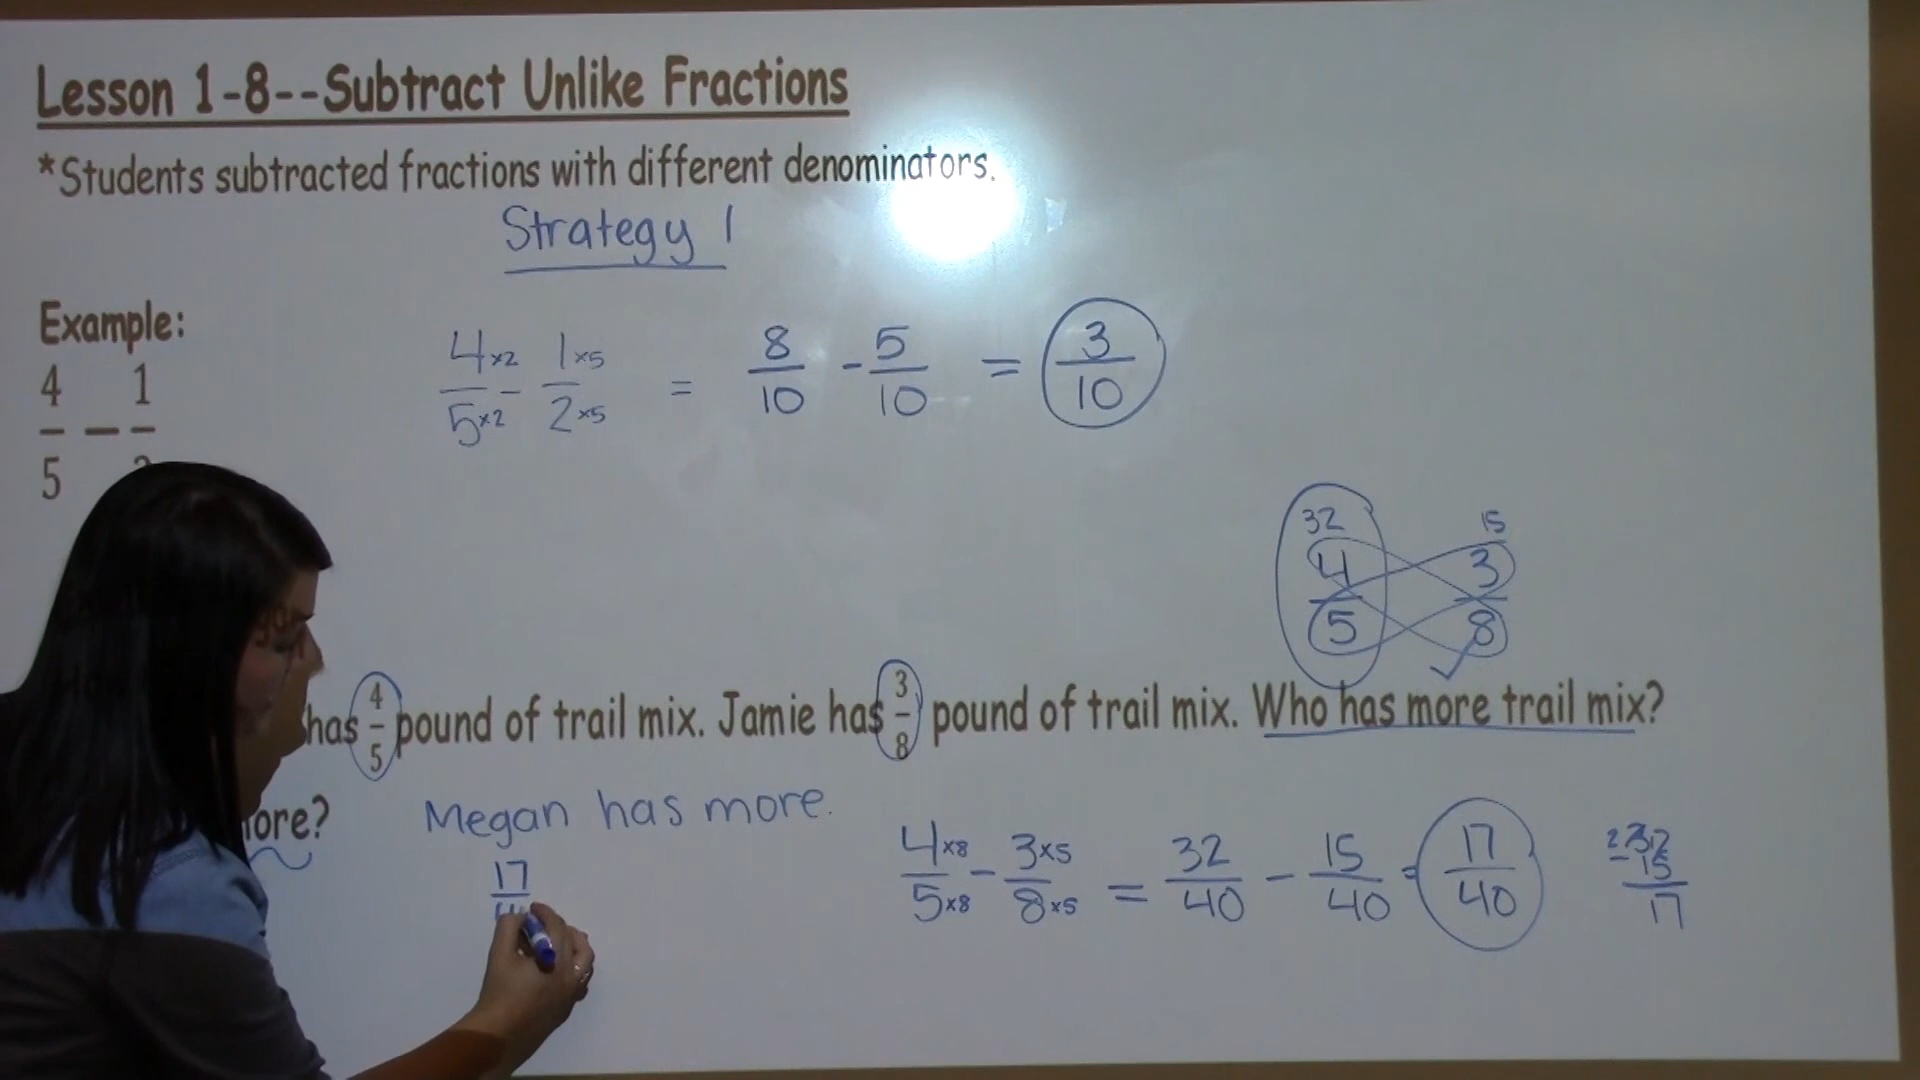 Lesson 1-8--Subtract Unlike Fractions
*Students subtracted fractions with different denominators.
Strategy 1
Example:
4/5 - 1
4×2/5×2 - 1×5/2×5 = 8/10 - 5/10 = 3/10
32 15
4/5 3/8
has 4/5 pound of trail mix. Jamie has 3/8 pound of trail mix. Who has more trail mix?
ore? Megan has more.
17
4×8/5×8 - 3×5/8×5 = 32/40 - 15/40 = 17/40
- 15
17